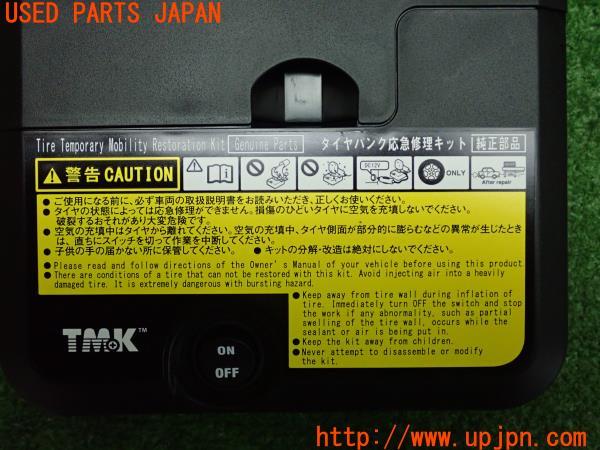 USED PARTS JAPAN
Tire Temporary Mobility Restoration Kit Genuine Parts タイヤパンク応急修理キット 純正部品
警告 CAUTION DC12V ONLY After repair
●ご使用になる前に、必ず車両の取扱説明書をお読みいただき、正しくお使いください。
●タイヤの状態によっては応急修理ができません。損傷のひどいタイヤに空気を充填しないでください。
破裂するおそれがあり大変危険です。
●空気の充填中はタイヤから離れてください。空気の充填中、タイヤ側面が部分的に膨らむなどの異常が生じたとき
は、直ちにスイッチを切って作業を中断してください。
●子供の手の届かない所に保管してください。 ●キットの分解・改造は絶対にしないでください。
●Please read and follow directions of the Owner's Manual of your vehicle before using this product.
●There are conditions of a tire that can not be restored with this kit. Avoid injecting air into a heavily
damaged tire. It is extremely dangerous with bursting hazard.
●Keep away from tire wall during inflation of
tire. Immediately turn OFF the switch and stop
the work if any abnormality, such as partial
swelling of the tire wall, occurs while the
sealant or air is being put in.
●Keep the kit away from children.
●Never attempt to disassemble or modify
the kit.
TMK™
ON
OFF
http://www.upjpn.com/